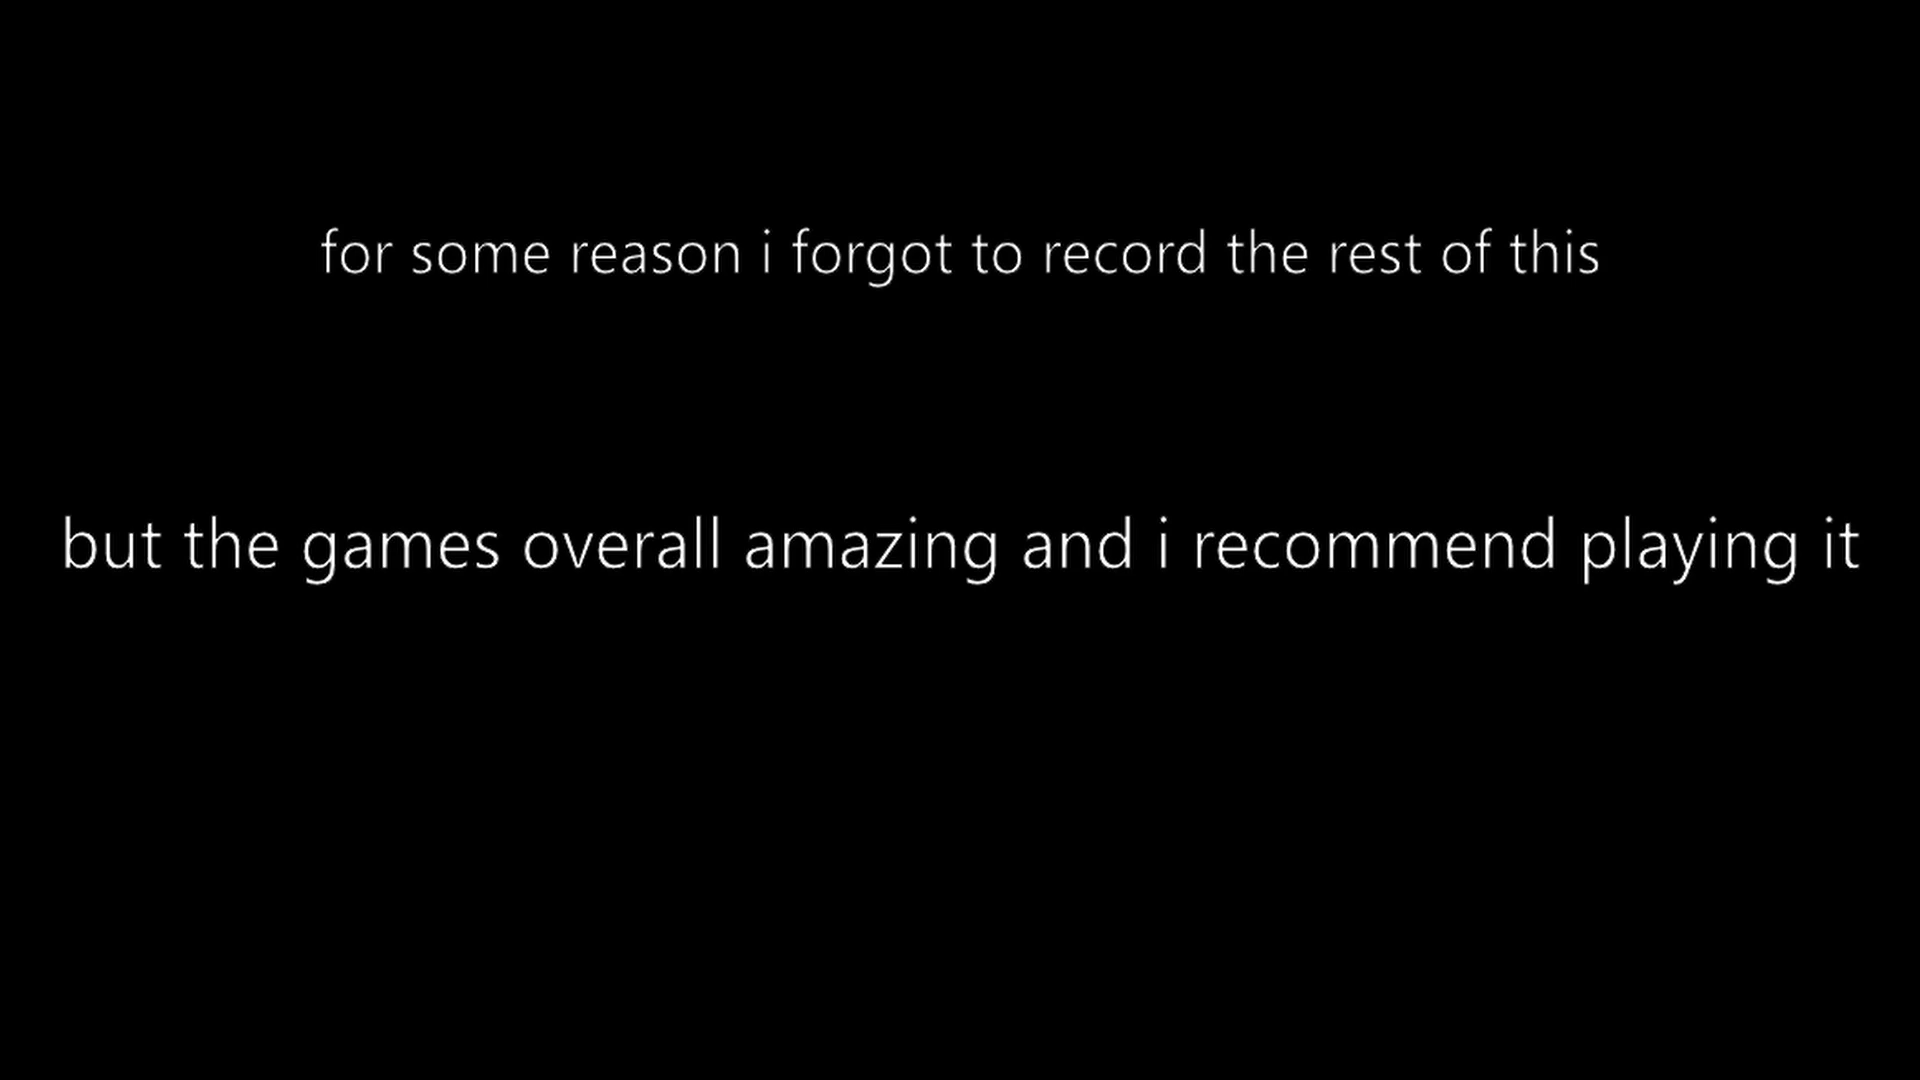 for some reason i forgot to record the rest of this
but the games overall amazing and i recommend playing it